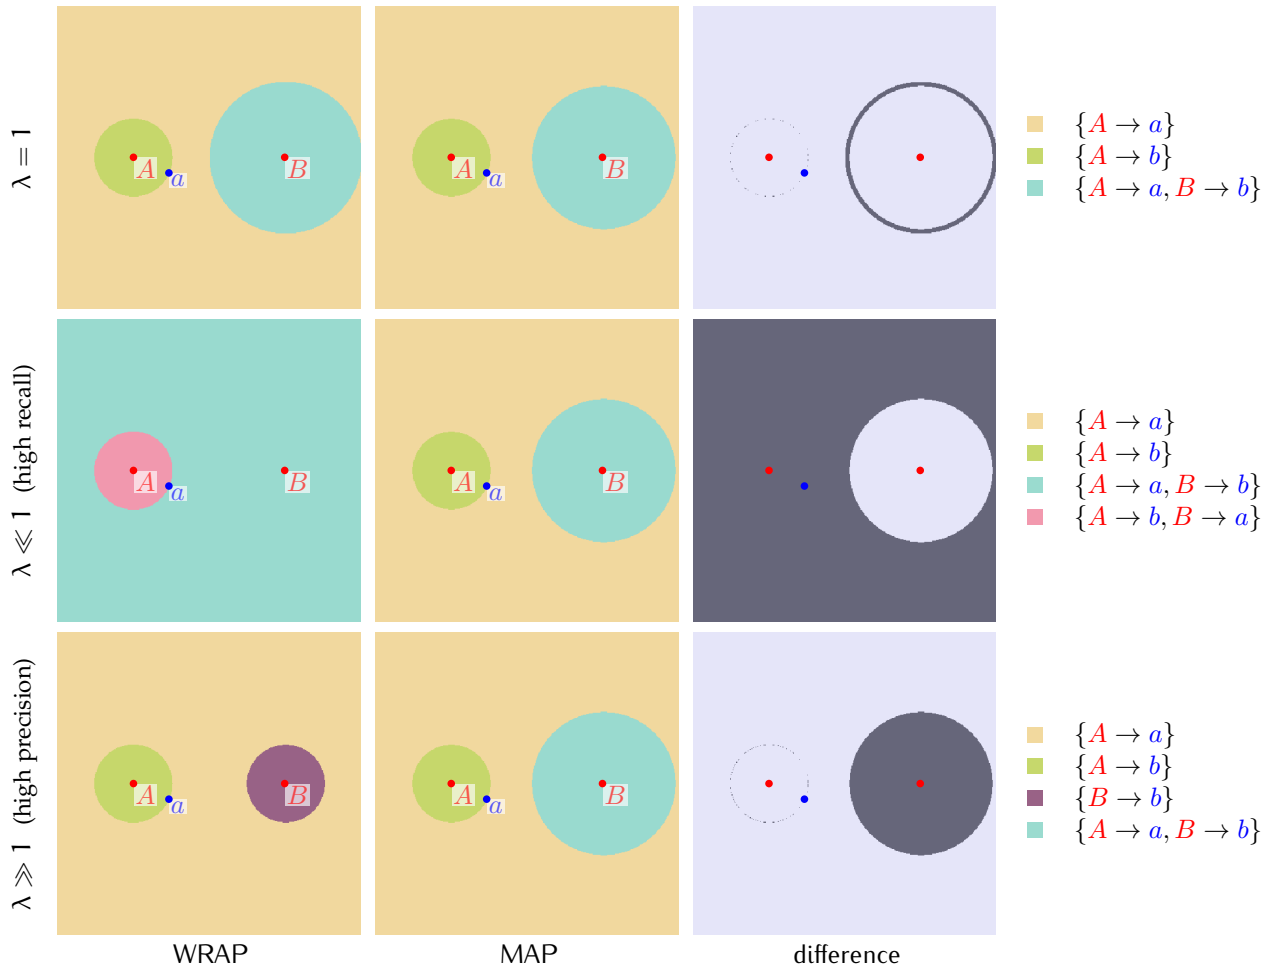 λ = 1
A
a
B
A
a
B
{A → a}
{A → b}
{A → a, B → b}
λ ≪ 1 (high recall)
A
a
B
A
a
B
{A → a}
{A → b}
{A → a, B → b}
{A → b, B → a}
λ ≫ 1 (high precision)
A
a
B
A
a
B
{A → a}
{A → b}
{B → b}
{A → a, B → b}
WRAP
MAP
difference